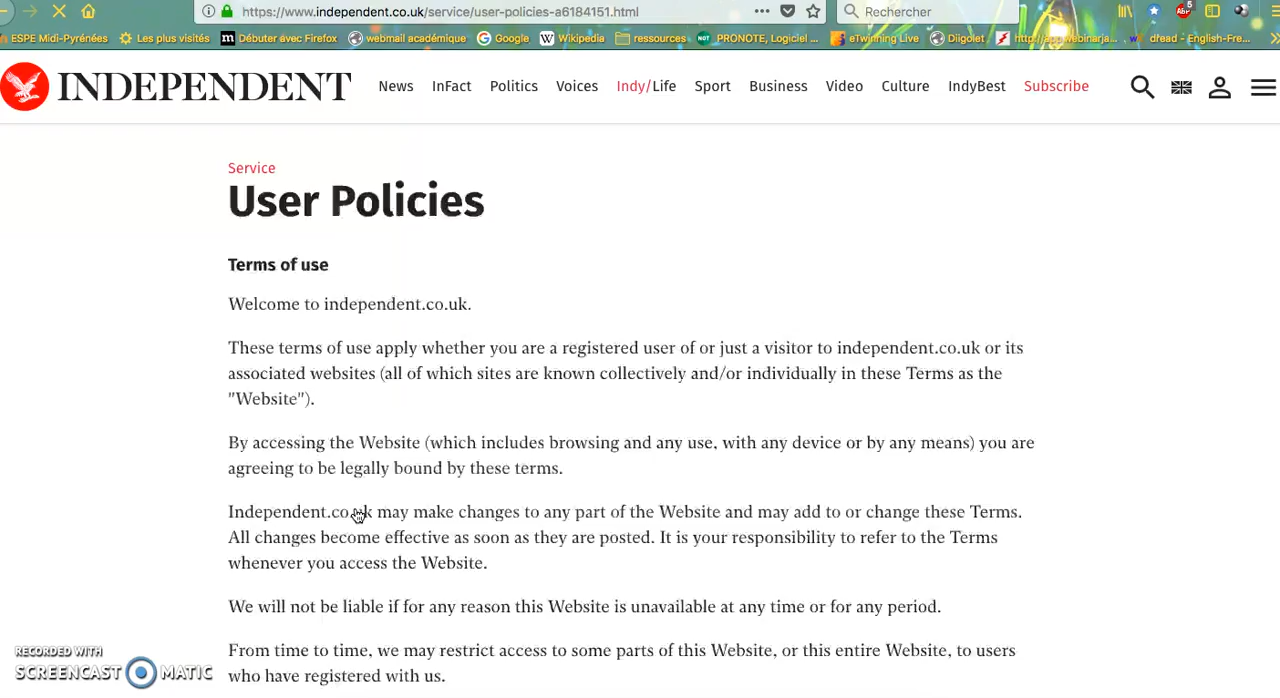 https://www.independent.co.uk/service/user-policies-a6184151.html
Rechercher
ESPE Midi-Pyrénées Les plus visités Débuter avec Firefox webmail académique Google Wikipedia ressources PRONOTE, Logiciel ... eTwinning Live Diigolet http://app.webinarja... dread - English-Fre...
INDEPENDENT
News InFact Politics Voices Indy/Life Sport Business Video Culture IndyBest Subscribe
Service
User Policies
Terms of use
Welcome to independent.co.uk.
These terms of use apply whether you are a registered user of or just a visitor to independent.co.uk or its
associated websites (all of which sites are known collectively and/or individually in these Terms as the
"Website").
By accessing the Website (which includes browsing and any use, with any device or by any means) you are
agreeing to be legally bound by these terms.
Independent.co.uk may make changes to any part of the Website and may add to or change these Terms.
All changes become effective as soon as they are posted. It is your responsibility to refer to the Terms
whenever you access the Website.
We will not be liable if for any reason this Website is unavailable at any time or for any period.
From time to time, we may restrict access to some parts of this Website, or this entire Website, to users
who have registered with us.
RECORDED WITH
SCREENCAST MATIC